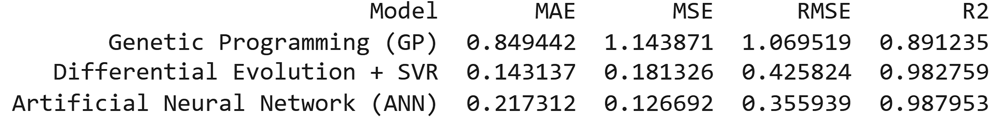 Model MAE MSE RMSE R2
Genetic Programming (GP) 0.849442 1.143871 1.069519 0.891235
Differential Evolution + SVR 0.143137 0.181326 0.425824 0.982759
Artificial Neural Network (ANN) 0.217312 0.126692 0.355939 0.987953